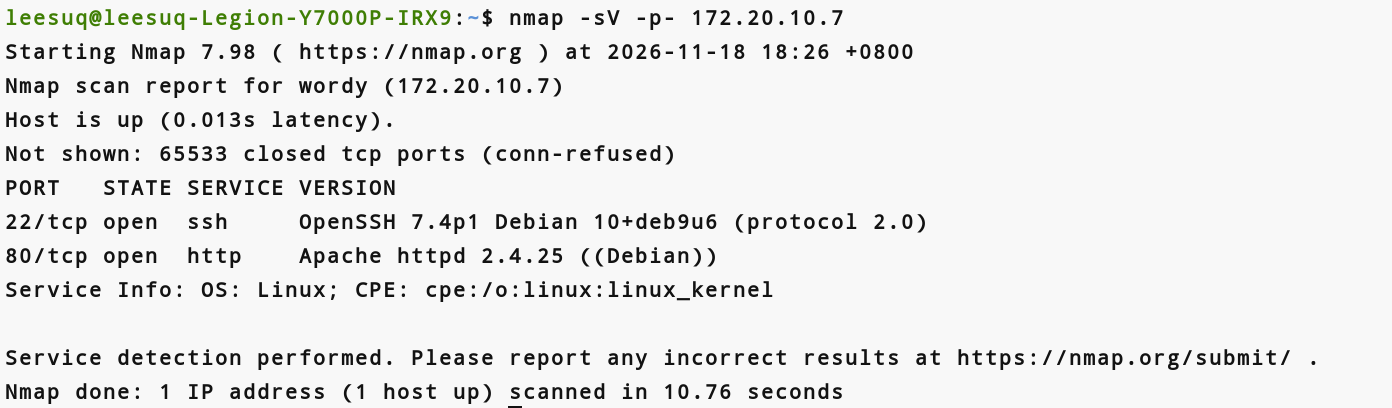 leesuq@leesuq-Legion-Y7000P-IRX9:~$ nmap -sV -p- 172.20.10.7
Starting Nmap 7.98 ( https://nmap.org ) at 2026-11-18 18:26 +0800
Nmap scan report for wordy (172.20.10.7)
Host is up (0.013s latency).
Not shown: 65533 closed tcp ports (conn-refused)
PORT   STATE SERVICE VERSION
22/tcp open  ssh     OpenSSH 7.4p1 Debian 10+deb9u6 (protocol 2.0)
80/tcp open  http    Apache httpd 2.4.25 ((Debian))
Service Info: OS: Linux; CPE: cpe:/o:linux:linux_kernel
Service detection performed. Please report any incorrect results at https://nmap.org/submit/ .
Nmap done: 1 IP address (1 host up) scanned in 10.76 seconds